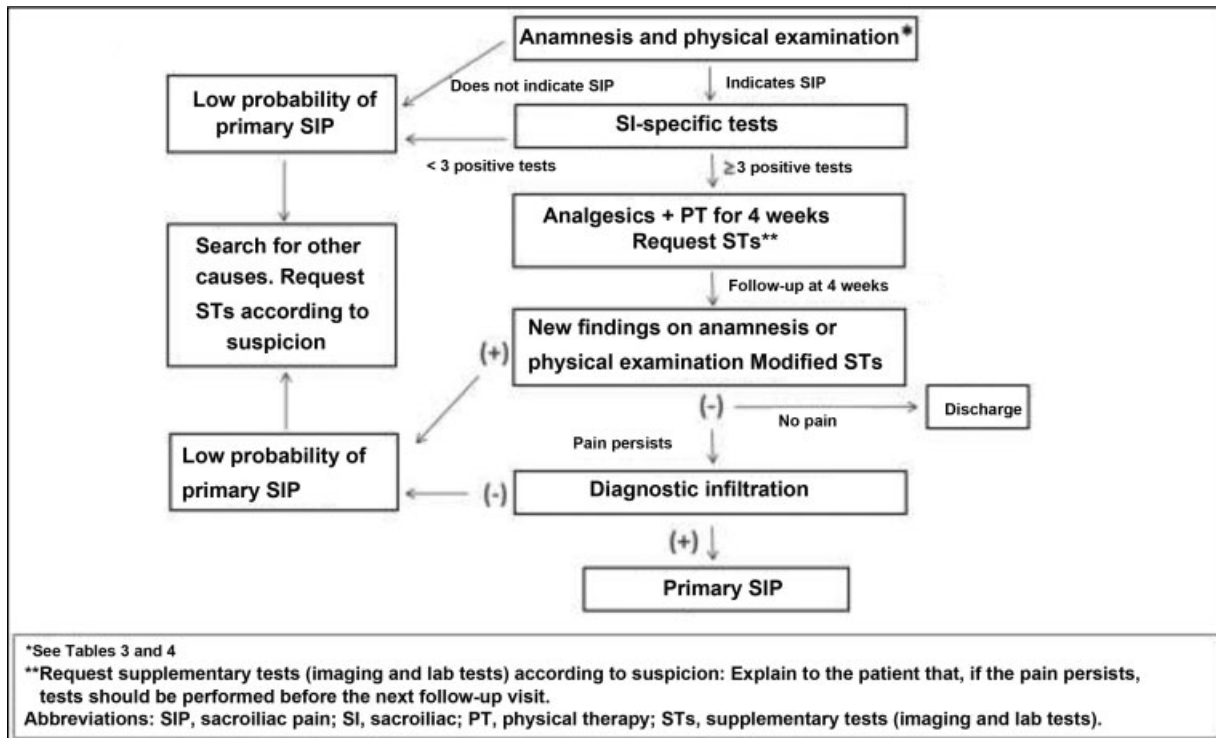 Anamnesis and physical examination*
Does not indicate SIP
Indicates SIP
Low probability of
primary SIP
SI-specific tests
< 3 positive tests
≥3 positive tests
Analgesics + PT for 4 weeks
Request STs**
Search for other
causes. Request
STs according to
suspicion
Follow-up at 4 weeks
New findings on anamnesis or
physical examination Modified STs
(+)
(-)
No pain
Discharge
Pain persists
Low probability of
primary SIP
(-)
Diagnostic infiltration
(+)
Primary SIP
*See Tables 3 and 4
**Request supplementary tests (imaging and lab tests) according to suspicion: Explain to the patient that, if the pain persists,
tests should be performed before the next follow-up visit.
Abbreviations: SIP, sacroiliac pain; SI, sacroiliac; PT, physical therapy; STs, supplementary tests (imaging and lab tests).